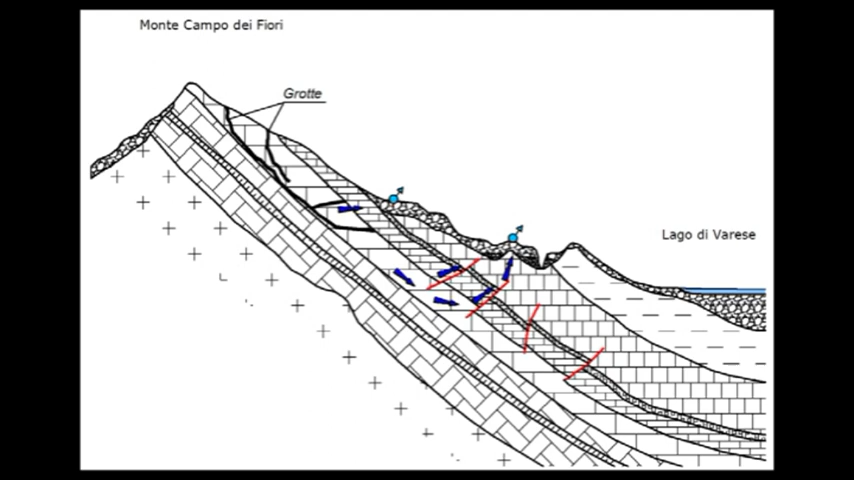 Monte Campo dei Fiori
Grotte
Lago di Varese